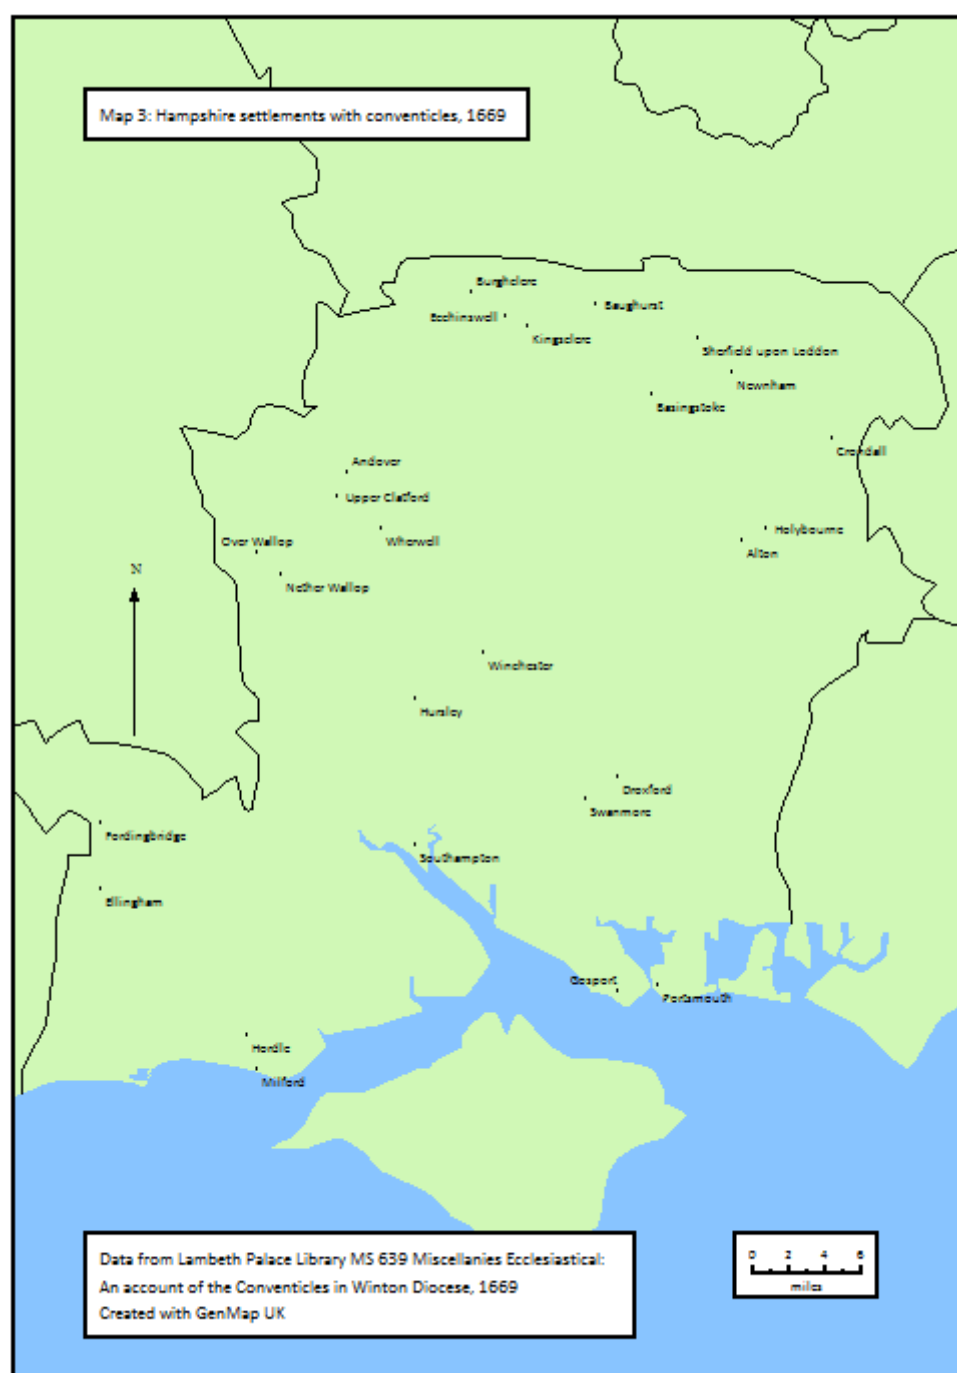 Map 3: Hampshire settlements with conventicles, 1669
Burghclere
Baughurst
Ecchinswell
Kingsclere
Sherfield upon Loddon
Newnham
Basingstoke
Crondall
Andover
Upper Clatford
Holybourne
Over Wallop
Wherwell
Alton
N
Nether Wallop
Winchester
Hursley
Droxford
Swanmore
Fordingbridge
Southampton
Ellingham
Gosport
Portsmouth
Hordle
Milford
Data from Lambeth Palace Library MS 639 Miscellanies Ecclesiastical:
An account of the Conventicles in Winton Diocese, 1669
Created with GenMap UK
0 2 4 6
miles